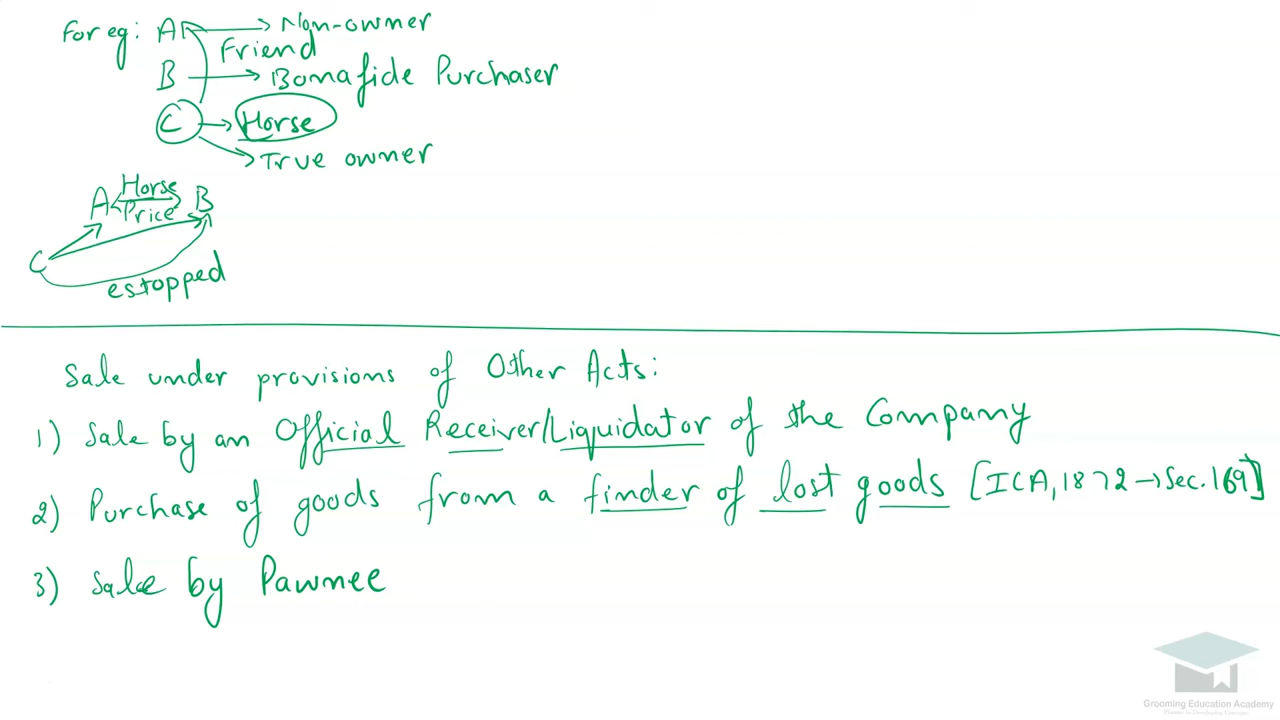 For eg: A → Non-owner
Friend
B → Bonafide Purchaser
C → Horse
True owner
Horse
A B
Price
C
estopped
Sale under provisions of Other Acts:
1) Sale by an Official Receiver/Liquidator of the Company
2) Purchase of goods from a finder of lost goods [ICA, 1872 → Sec. 169]
3) Sale by Pawnee
Grooming Education Academy